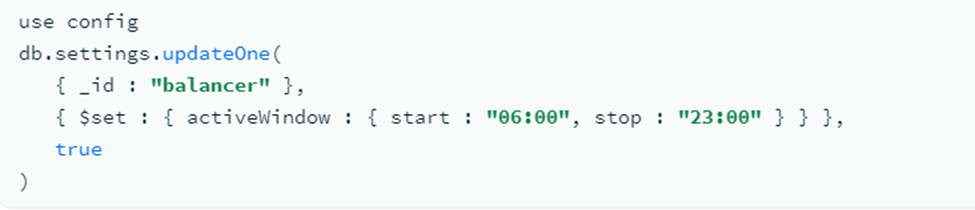 use config
db.settings.updateOne(
   { _id : "balancer" },
   { $set : { activeWindow : { start : "06:00", stop : "23:00" } } },
   true
)